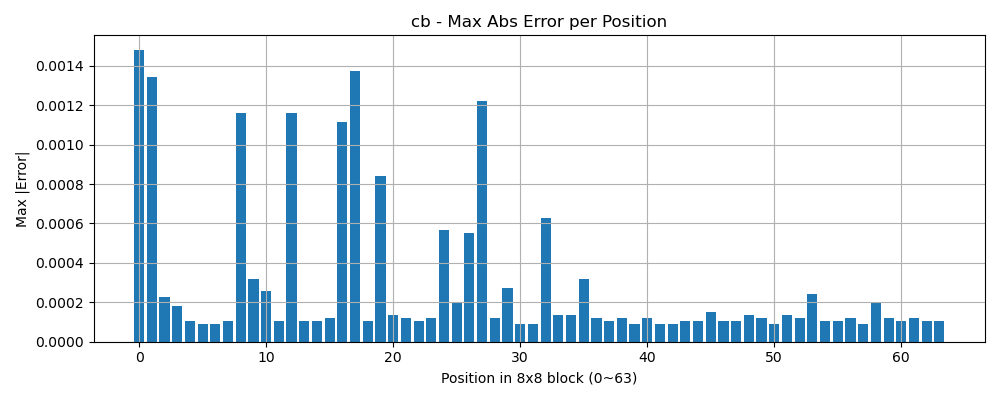 cb - Max Abs Error per Position
Max |Error|
0.0014
0.0012
0.0010
0.0008
0.0006
0.0004
0.0002
0.0000
0 10 20 30 40 50 60
Position in 8x8 block (0~63)